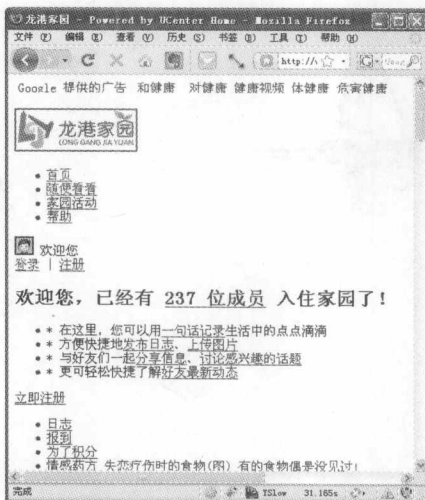 龙港家园 - Powered by UCenter Home - Mozilla Firefox
文件(F) 编辑(E) 查看(V) 历史(S) 书签(B) 工具(T) 帮助(H)
http://
Google 提供的广告 和健康 对健康 健康视频 体健康 危害健康
龙港家园
LONG GANG JIA YUAN
• 首页
• 随便看看
• 家园活动
• 帮助
欢迎您
登录 | 注册
欢迎您，已经有 237 位成员 入住家园了！
• * 在这里，您可以用一句话记录生活中的点点滴滴
• * 方便快捷地发布日志、上传图片
• * 与好友们一起分享信息、讨论感兴趣的话题
• * 更可轻松快捷了解好友最新动态
立即注册
• 日志
• 报到
• 为了积分
• 情感药方 失恋疗伤时的食物(图) 有的食物偶是没见过!
完成
YSlow 31.165s